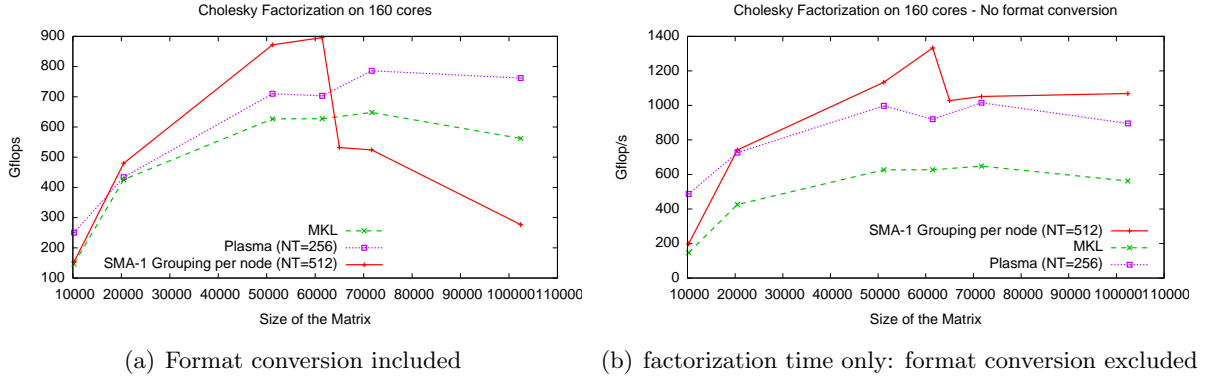 Cholesky Factorization on 160 cores
900
800
700
600
500
400
300
200
100
Gflops
MKL
Plasma (NT=256)
SMA-1 Grouping per node (NT=512)
10000 20000 30000 40000 50000 60000 70000 80000 90000 100000 110000
Size of the Matrix
(a) Format conversion included
Cholesky Factorization on 160 cores - No format conversion
1400
1200
1000
800
600
400
200
0
Gflop/s
SMA-1 Grouping per node (NT=512)
MKL
Plasma (NT=256)
10000 20000 30000 40000 50000 60000 70000 80000 90000 100000 110000
Size of the Matrix
(b) factorization time only: format conversion excluded